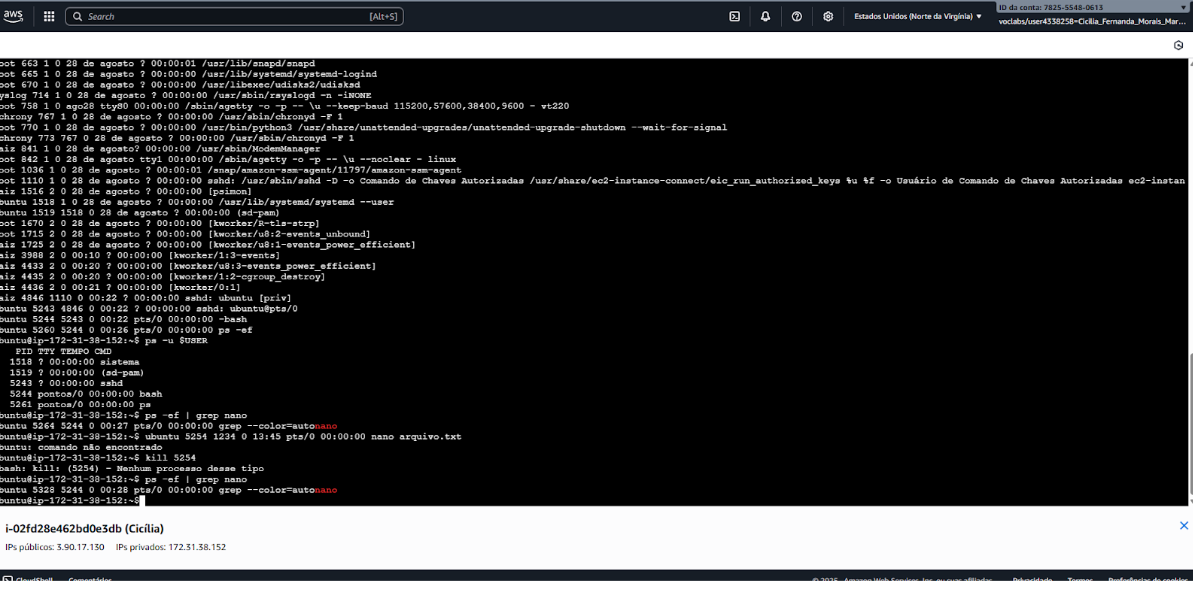 aws
Search
[Alt+S]
Estados Unidos (Norte da Virgínia)
ID da conta: 7825-5548-0613
voclabs/user4338258=Cicilia_Fernanda_Morais_Mar...
oot 663 1 0 28 de agosto ? 00:00:01 /usr/lib/snapd/snapd
oot 665 1 0 28 de agosto ? 00:00:00 /usr/lib/systemd/systemd-logind
oot 670 1 0 28 de agosto ? 00:00:00 /usr/libexec/udisks2/udisksd
yslog 714 1 0 28 de agosto ? 00:00:00 /usr/sbin/rsyslogd -n -iNONE
oot 758 1 0 ago28 ttyS0 00:00:00 /sbin/agetty -o -p -- \u --keep-baud 115200,57600,38400,9600 - vt220
chrony 767 1 0 28 de agosto ? 00:00:00 /usr/sbin/chronyd -F 1
oot 770 1 0 28 de agosto ? 00:00:00 /usr/bin/python3 /usr/share/unattended-upgrades/unattended-upgrade-shutdown --wait-for-signal
chrony 773 767 0 28 de agosto ? 00:00:00 /usr/sbin/chronyd -F 1
aiz 841 1 0 28 de agosto? 00:00:00 /usr/sbin/ModemManager
oot 842 1 0 28 de agosto tty1 00:00:00 /sbin/agetty -o -p -- \u --noclear - linux
oot 1036 1 0 28 de agosto ? 00:00:01 /snap/amazon-ssm-agent/11797/amazon-ssm-agent
oot 1110 1 0 28 de agosto ? 00:00:00 sshd: /usr/sbin/sshd -D -o Comando de Chaves Autorizadas /usr/share/ec2-instance-connect/eic_run_authorized_keys %u %f -o Usuário de Comando de Chaves Autorizadas ec2-instan
aiz 1516 2 0 28 de agosto ? 00:00:00 [psimon]
buntu 1518 1 0 28 de agosto ? 00:00:00 /usr/lib/systemd/systemd --user
buntu 1519 1518 0 28 de agosto ? 00:00:00 (sd-pam)
oot 1670 2 0 28 de agosto ? 00:00:00 [kworker/R-tls-strp]
oot 1715 2 0 28 de agosto ? 00:00:00 [kworker/u8:2-events_unbound]
aiz 1725 2 0 28 de agosto ? 00:00:00 [kworker/u8:1-events_power_efficient]
aiz 3988 2 0 00:10 ? 00:00:00 [kworker/1:3-events]
aiz 4433 2 0 00:20 ? 00:00:00 [kworker/u8:3-events_power_efficient]
aiz 4435 2 0 00:20 ? 00:00:00 [kworker/1:2-cgroup_destroy]
aiz 4436 2 0 00:21 ? 00:00:00 [kworker/0:1]
aiz 4846 1110 0 00:22 ? 00:00:00 sshd: ubuntu [priv]
buntu 5243 4846 0 00:22 ? 00:00:00 sshd: ubuntu@pts/0
buntu 5244 5243 0 00:22 pts/0 00:00:00 -bash
buntu 5260 5244 0 00:26 pts/0 00:00:00 ps -ef
buntu@ip-172-31-38-152:~$ ps -u $USER
PID TTY TEMPO CMD
1518 ? 00:00:00 sistema
1519 ? 00:00:00 (sd-pam)
5243 ? 00:00:00 sshd
5244 pontos/0 00:00:00 bash
5261 pontos/0 00:00:00 ps
buntu@ip-172-31-38-152:~$ ps -ef | grep nano
buntu 5264 5244 0 00:27 pts/0 00:00:00 grep --color=autonano
buntu@ip-172-31-38-152:~$ ubuntu 5254 1234 0 13:45 pts/0 00:00:00 nano arquivo.txt
buntu: comando não encontrado
buntu@ip-172-31-38-152:~$ kill 5254
bash: kill: (5254) - Nenhum processo desse tipo
buntu@ip-172-31-38-152:~$ ps -ef | grep nano
buntu 5328 5244 0 00:28 pts/0 00:00:00 grep --color=autonano
buntu@ip-172-31-38-152:~$
i-02fd28e462bd0e3db (Cicília)
IPs públicos: 3.90.17.130 IPs privados: 172.31.38.152
CloudShell Comentários
© 2025, Amazon Web Services, Inc. ou suas afiliadas. Privacidade Termos Preferências de cookies